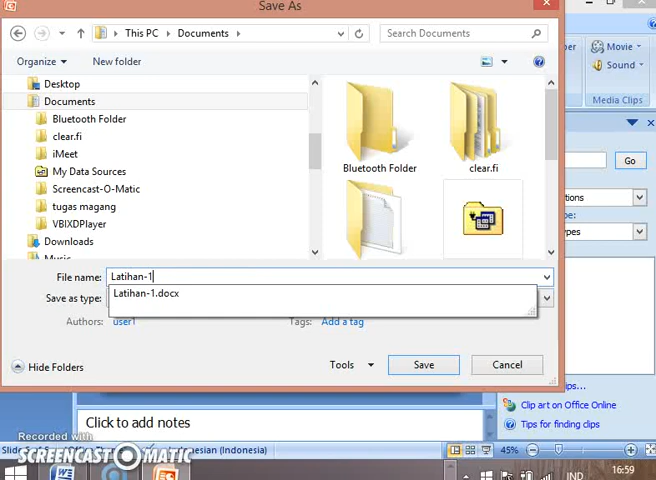 Save As
This PC
Documents
Search Documents
Organize
New folder
Desktop
Documents
Bluetooth Folder
clear.fi
iMeet
My Data Sources
Screencast-O-Matic
tugas magang
VBIXDPlayer
Downloads
Bluetooth Folder
clear.fi
File name: Latihan-1
Latihan-1.docx
Save as type:
Authors: user1
Tags: Add a tag
Hide Folders
Tools
Save
Cancel
Movie
Sound
Media Clips
Go
Clip art on Office Online
Tips for finding clips
Click to add notes
Indonesian (Indonesia)
45%
Recorded with
SCREENCAST-O-MATIC
IND
16:59